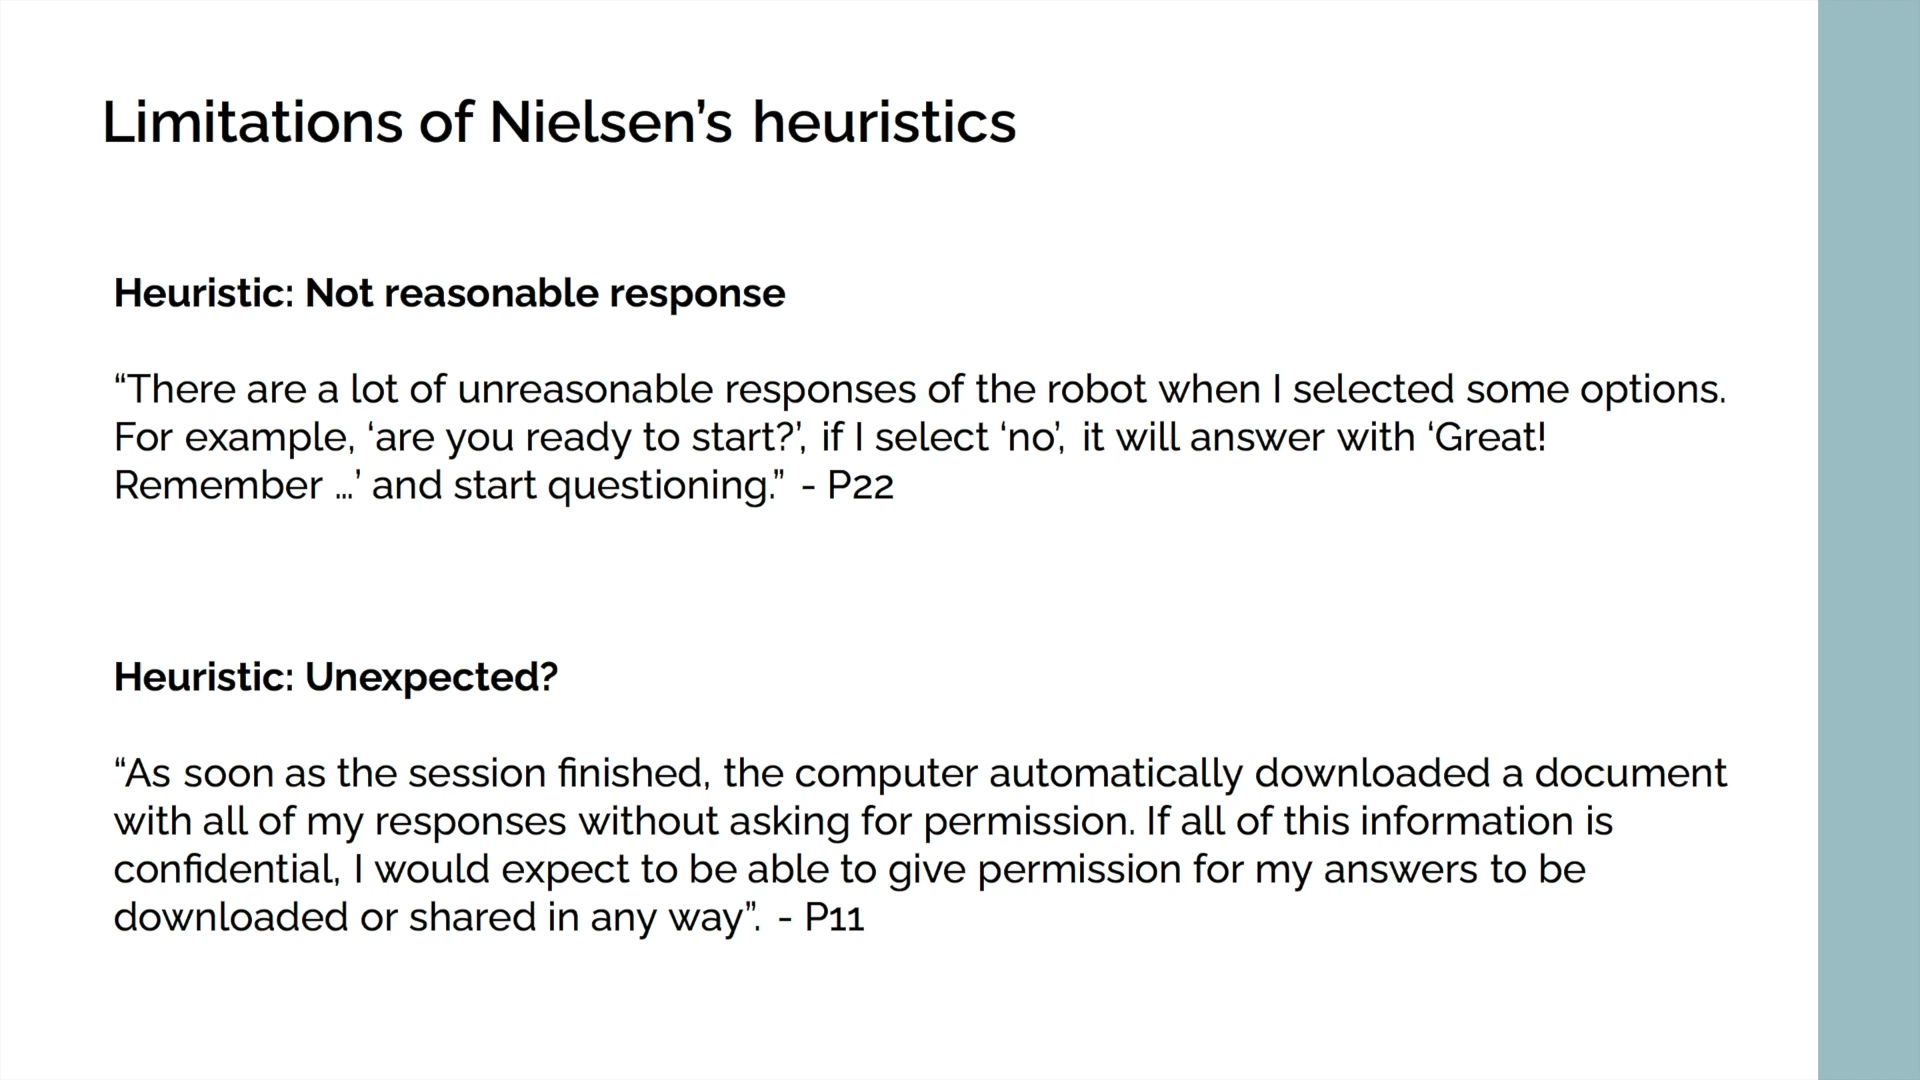 Limitations of Nielsen’s heuristics
Heuristic: Not reasonable response
“There are a lot of unreasonable responses of the robot when I selected some options.
For example, ‘are you ready to start?’, if I select ‘no’, it will answer with ‘Great!
Remember ...’ and start questioning.” - P22
Heuristic: Unexpected?
“As soon as the session finished, the computer automatically downloaded a document
with all of my responses without asking for permission. If all of this information is
confidential, I would expect to be able to give permission for my answers to be
downloaded or shared in any way”. - P11